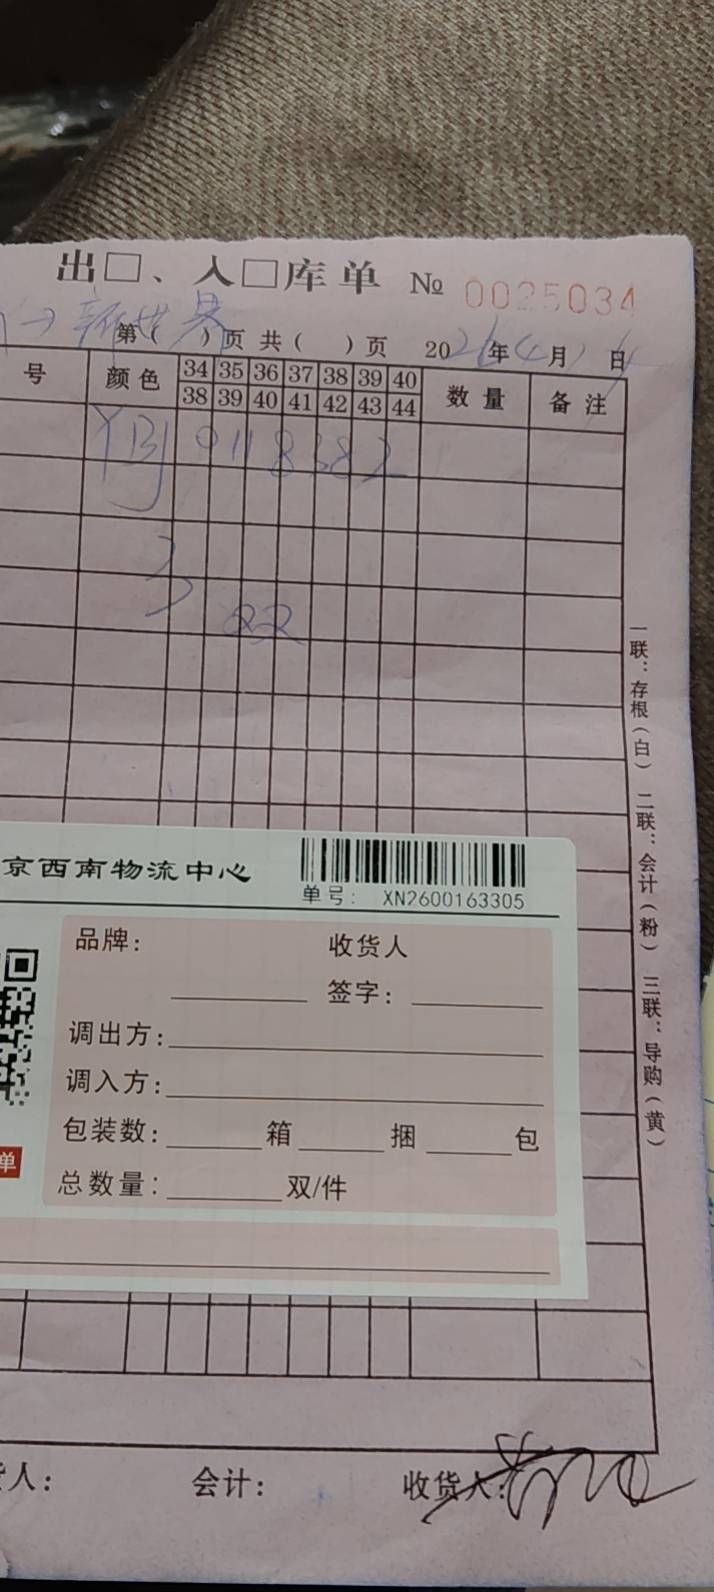 出□、入□库单 № 0025034
→新世界
第（ ）页 共（ ）页 2026年4月1日
号 颜色 34 35 36 37 38 39 40 数量 备注
38 39 40 41 42 43 44
YBJ 9118382
3
22
一联：存根（白） 二联：会计（粉） 三联：导购（黄）
京西南物流中心
单号： XN2600163305
品牌： 收货人
签字：
调出方：
调入方：
包装数： 箱 捆 包
总数量： 双/件
单
人： 会计： 收货人：